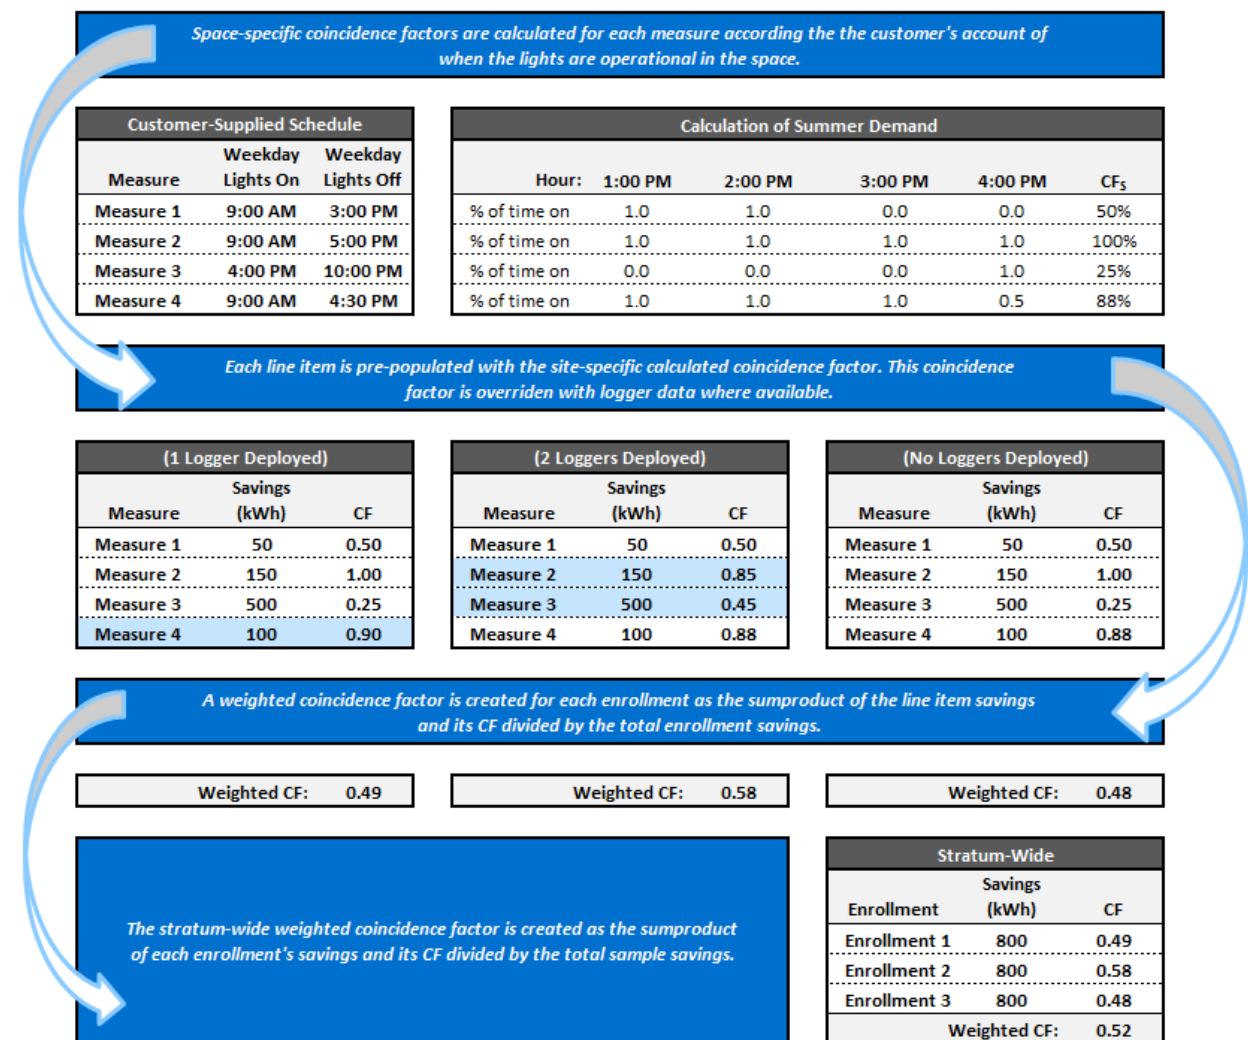 Space-specific coincidence factors are calculated for each measure according the the customer's account of
when the lights are operational in the space.
Customer-Supplied Schedule
Weekday Weekday
Measure Lights On Lights Off
Measure 1 9:00 AM 3:00 PM
Measure 2 9:00 AM 5:00 PM
Measure 3 4:00 PM 10:00 PM
Measure 4 9:00 AM 4:30 PM
Calculation of Summer Demand
Hour: 1:00 PM 2:00 PM 3:00 PM 4:00 PM CFS
% of time on 1.0 1.0 0.0 0.0 50%
% of time on 1.0 1.0 1.0 1.0 100%
% of time on 0.0 0.0 0.0 1.0 25%
% of time on 1.0 1.0 1.0 0.5 88%
Each line item is pre-populated with the site-specific calculated coincidence factor. This coincidence
factor is overriden with logger data where available.
(1 Logger Deployed)
Savings
Measure (kWh) CF
Measure 1 50 0.50
Measure 2 150 1.00
Measure 3 500 0.25
Measure 4 100 0.90
(2 Loggers Deployed)
Savings
Measure (kWh) CF
Measure 1 50 0.50
Measure 2 150 0.85
Measure 3 500 0.45
Measure 4 100 0.88
(No Loggers Deployed)
Savings
Measure (kWh) CF
Measure 1 50 0.50
Measure 2 150 1.00
Measure 3 500 0.25
Measure 4 100 0.88
A weighted coincidence factor is created for each enrollment as the sumproduct of the line item savings
and its CF divided by the total enrollment savings.
Weighted CF: 0.49
Weighted CF: 0.58
Weighted CF: 0.48
The stratum-wide weighted coincidence factor is created as the sumproduct
of each enrollment's savings and its CF divided by the total sample savings.
Stratum-Wide
Savings
Enrollment (kWh) CF
Enrollment 1 800 0.49
Enrollment 2 800 0.58
Enrollment 3 800 0.48
Weighted CF: 0.52